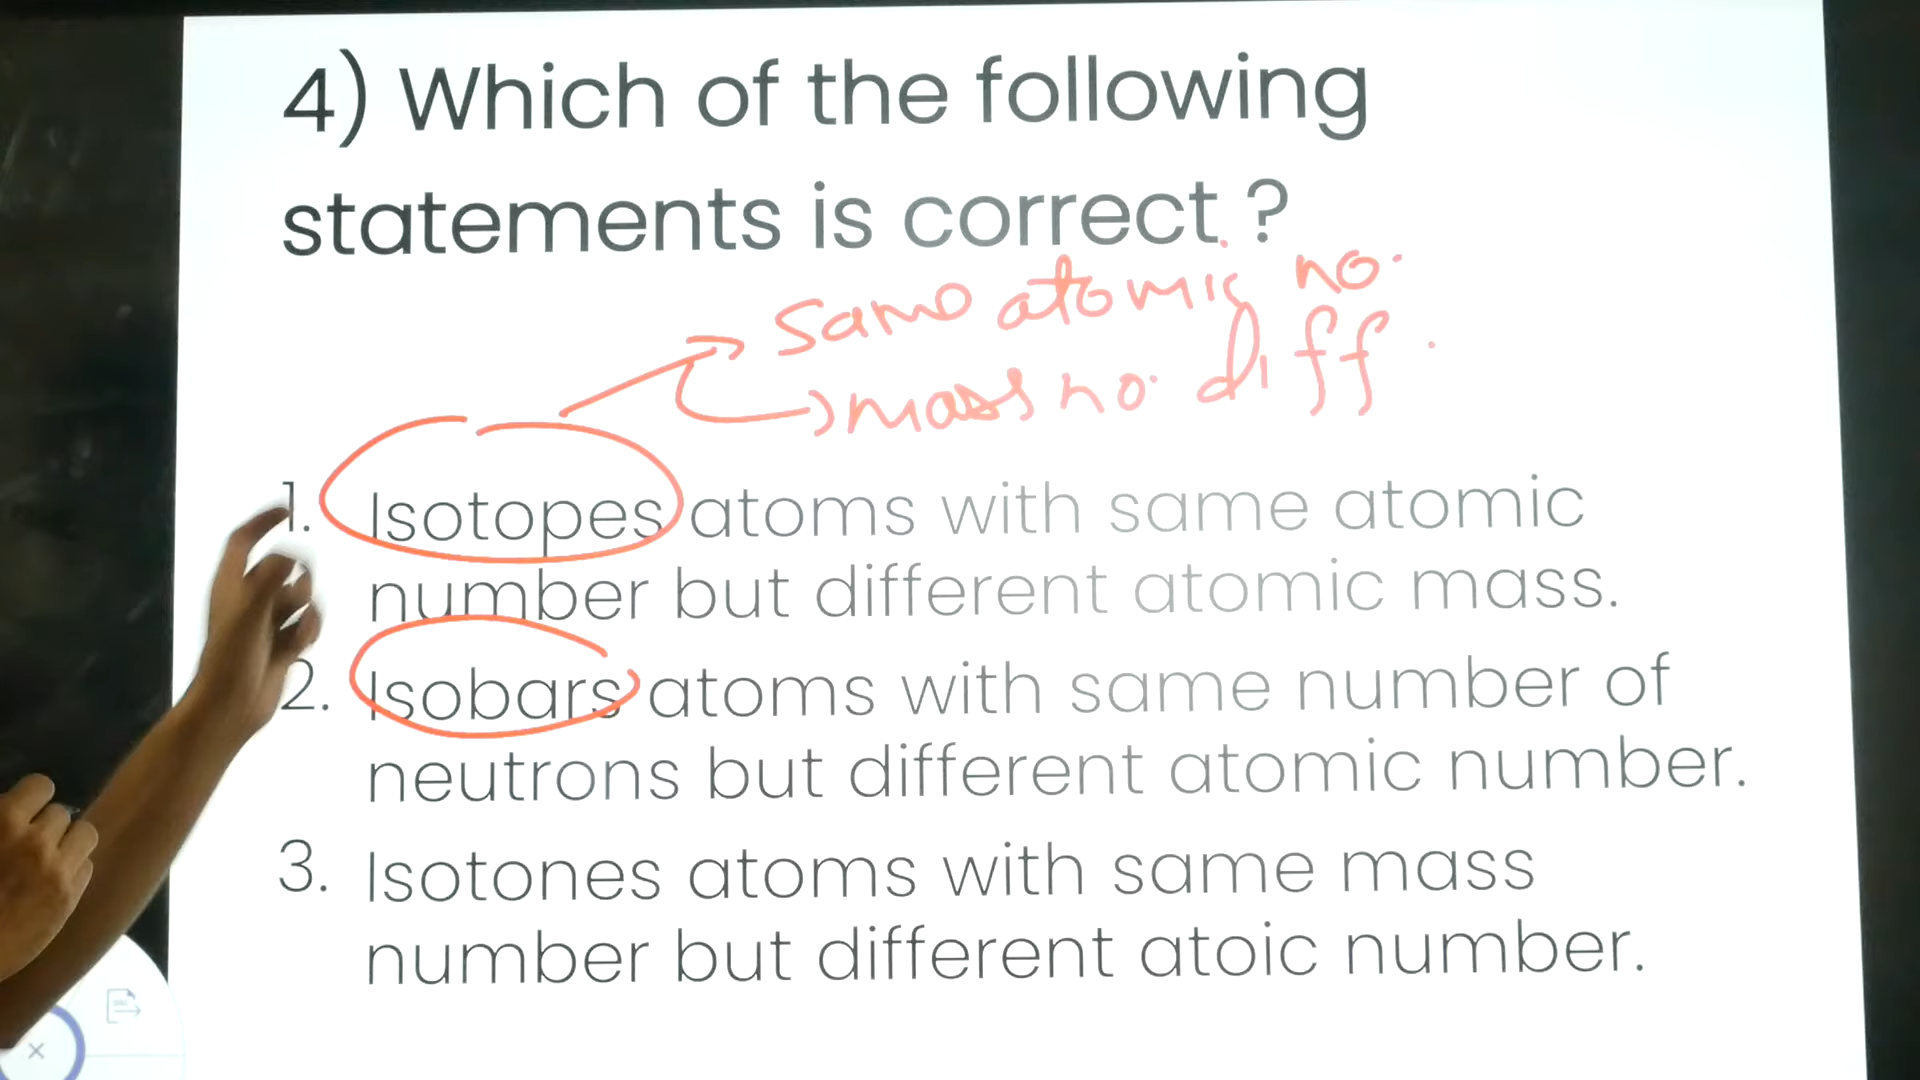 4) Which of the following
statements is correct ?
same atomic no.
mass no. diff.
1. Isotopes atoms with same atomic
number but different atomic mass.
2. Isobars atoms with same number of
neutrons but different atomic number.
3. Isotones atoms with same mass
number but different atoic number.